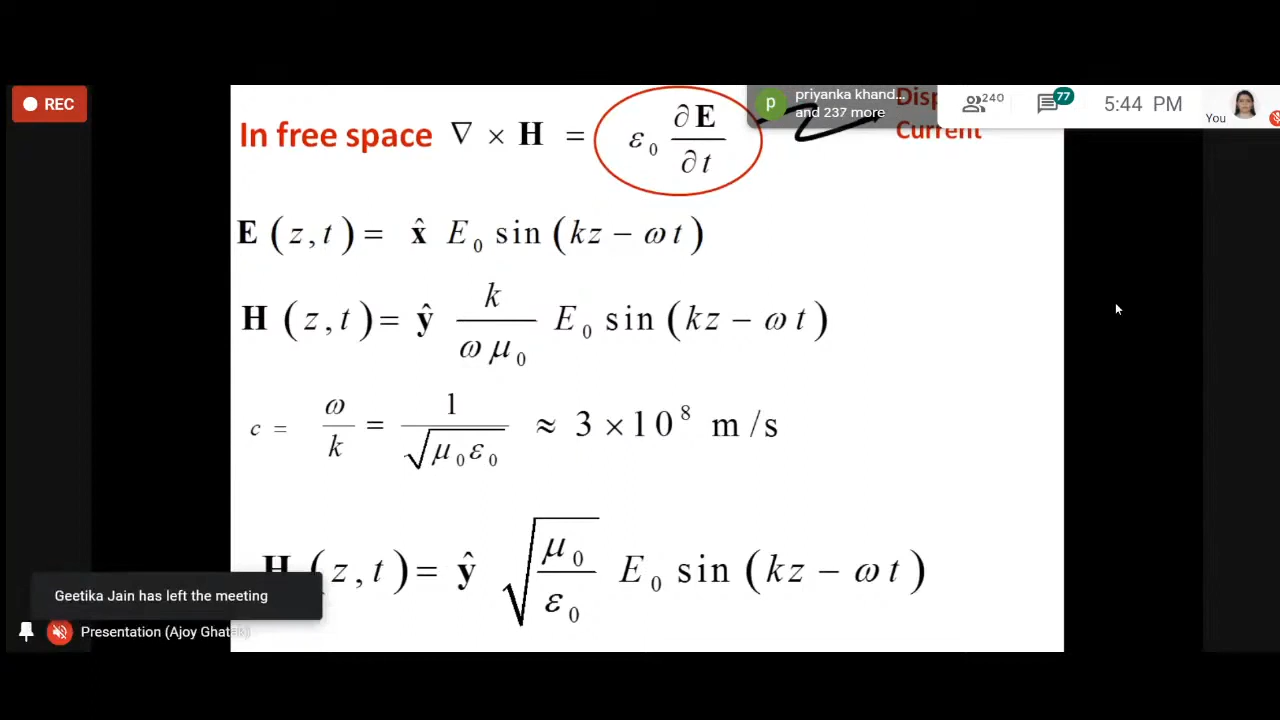 REC
priyanka khand...
and 237 more
240
77
5:44 PM
You
In free space ∇ × H = ε₀ ∂E/∂t
Current
E (z,t) = x̂ E₀ sin (kz − ωt)
H (z,t) = ŷ k/(ωμ₀) E₀ sin (kz − ωt)
c = ω/k = 1/√(μ₀ε₀) ≈ 3 ×10⁸ m/s
H (z,t) = ŷ √(μ₀/ε₀) E₀ sin (kz − ωt)
Geetika Jain has left the meeting
Presentation (Ajoy Ghatak)
p